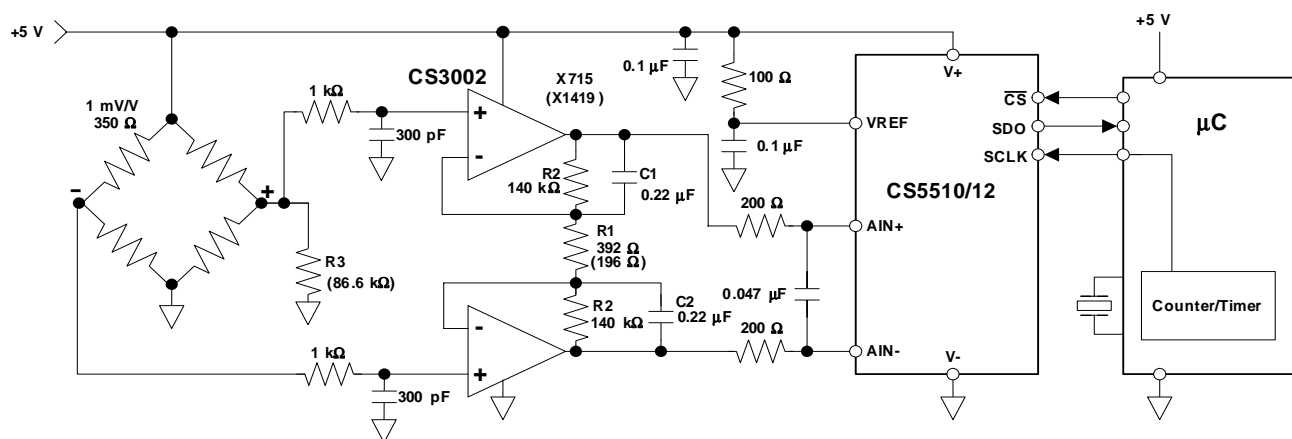 +5 V
1 mV/V
350 Ω
-
+
1 kΩ
300 pF
R3
(86.6 kΩ)
1 kΩ
300 pF
CS3002
X715
(X1419)
+
-
R2
140 kΩ
C1
0.22 μF
R1
392 Ω
(196 Ω)
R2
140 kΩ
C2
0.22 μF
-
+
0.1 μF
100 Ω
0.1 μF
200 Ω
0.047 μF
200 Ω
V+
VREF
CS5510/12
AIN+
AIN-
V-
CS
SDO
SCLK
+5 V
μC
Counter/Timer